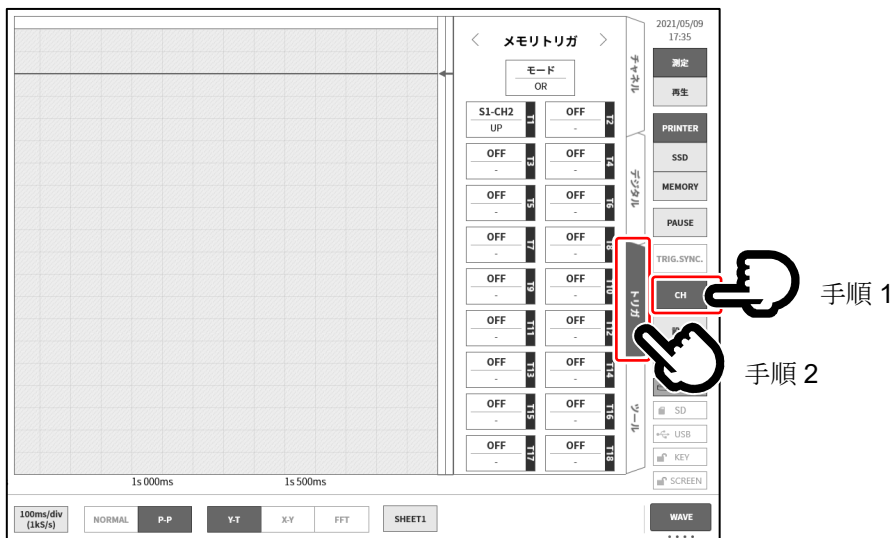 2021/05/09
17:35
メモリトリガ
モード
OR
S1-CH2
UP
T1
OFF
-
T2
OFF
-
T3
OFF
-
T4
OFF
-
T5
OFF
-
T6
OFF
-
T7
OFF
-
T8
OFF
-
T9
OFF
-
T10
OFF
-
T11
OFF
-
T12
OFF
-
T13
OFF
-
T14
OFF
-
T15
OFF
-
T16
OFF
-
T17
OFF
-
T18
チャネル
デジタル
トリガ
ツール
測定
再生
PRINTER
SSD
MEMORY
PAUSE
TRIG.SYNC.
CH
SD
USB
KEY
SCREEN
手順 1
手順 2
1s000ms
1s500ms
100ms/div
(1kS/s)
NORMAL
P-P
Y-T
X-Y
FFT
SHEET1
WAVE